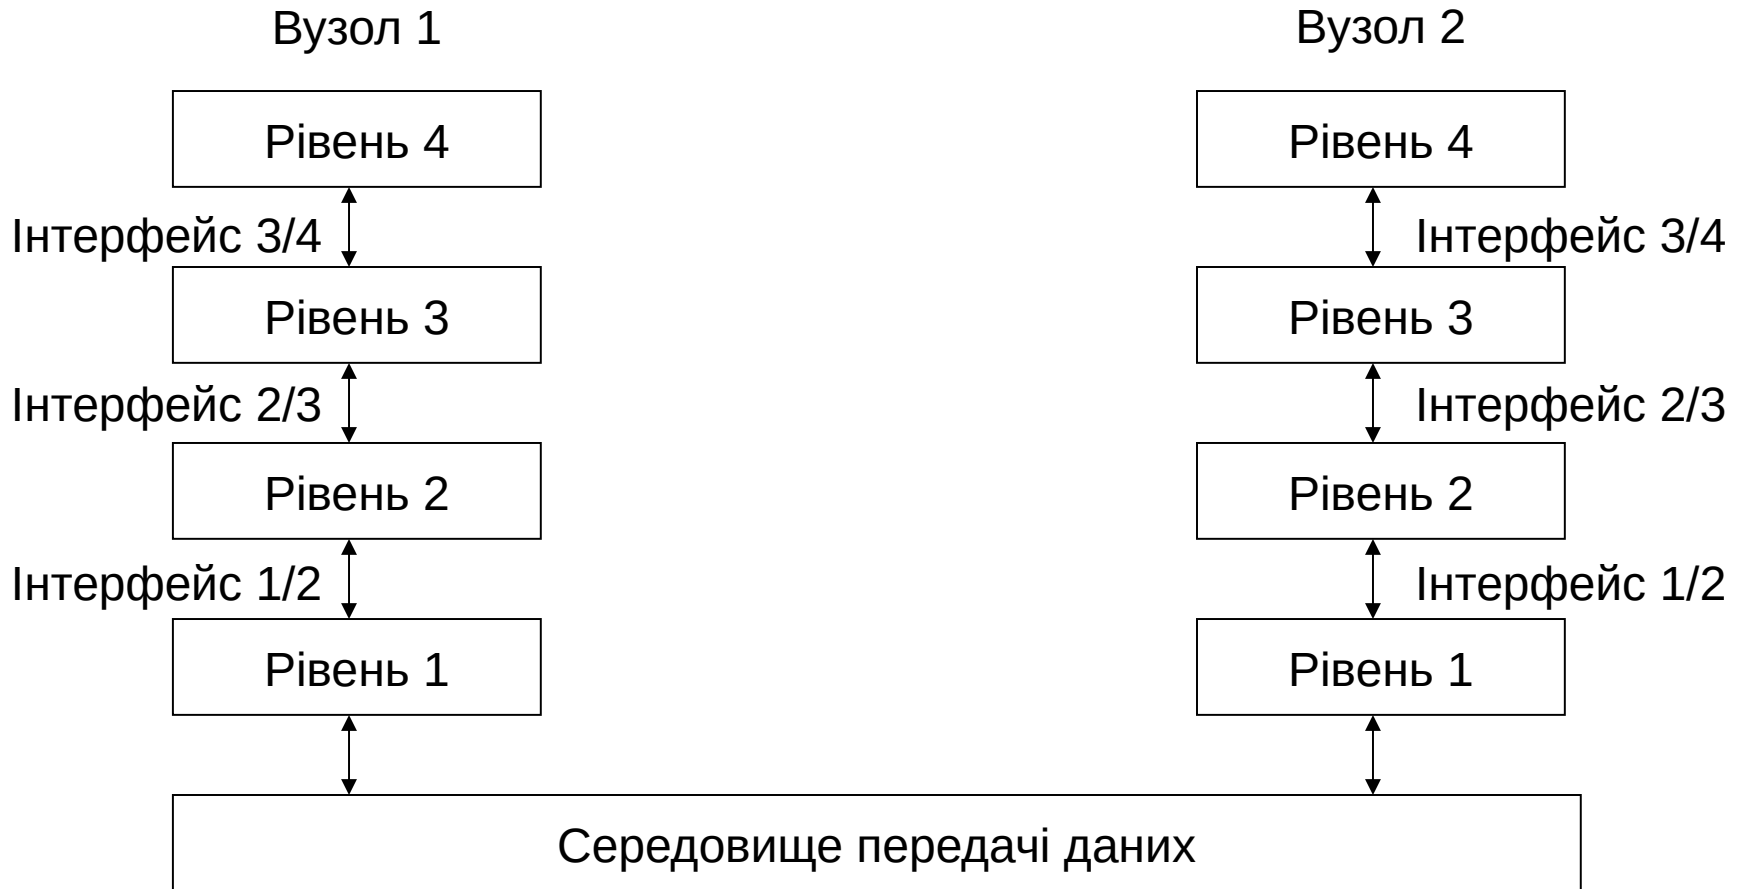 Вузол 1
Вузол 2
Рівень 4
Рівень 4
Інтерфейс 3/4
Інтерфейс 3/4
Рівень 3
Рівень 3
Інтерфейс 2/3
Інтерфейс 2/3
Рівень 2
Рівень 2
Інтерфейс 1/2
Інтерфейс 1/2
Рівень 1
Рівень 1
Середовище передачі даних